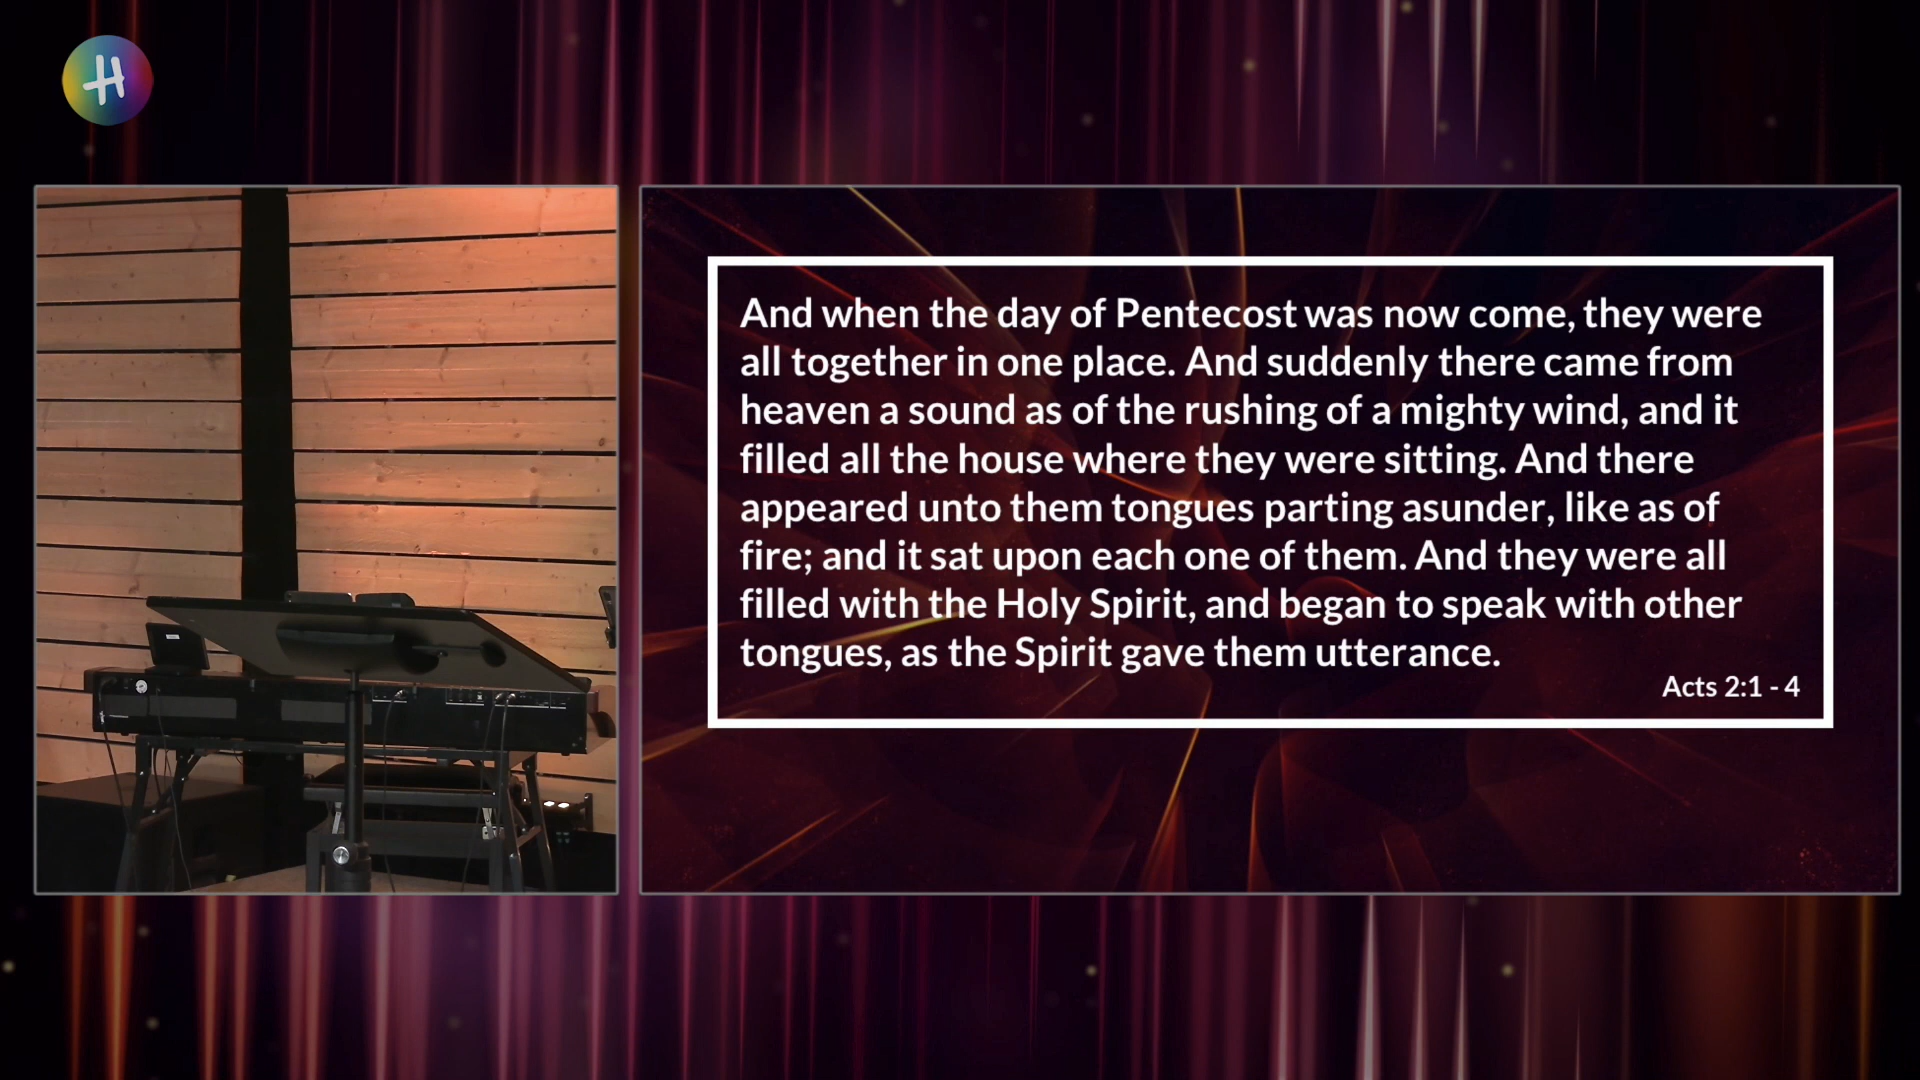 H
And when the day of Pentecost was now come, they were
all together in one place. And suddenly there came from
heaven a sound as of the rushing of a mighty wind, and it
filled all the house where they were sitting. And there
appeared unto them tongues parting asunder, like as of
fire; and it sat upon each one of them. And they were all
filled with the Holy Spirit, and began to speak with other
tongues, as the Spirit gave them utterance.
Acts 2:1 - 4